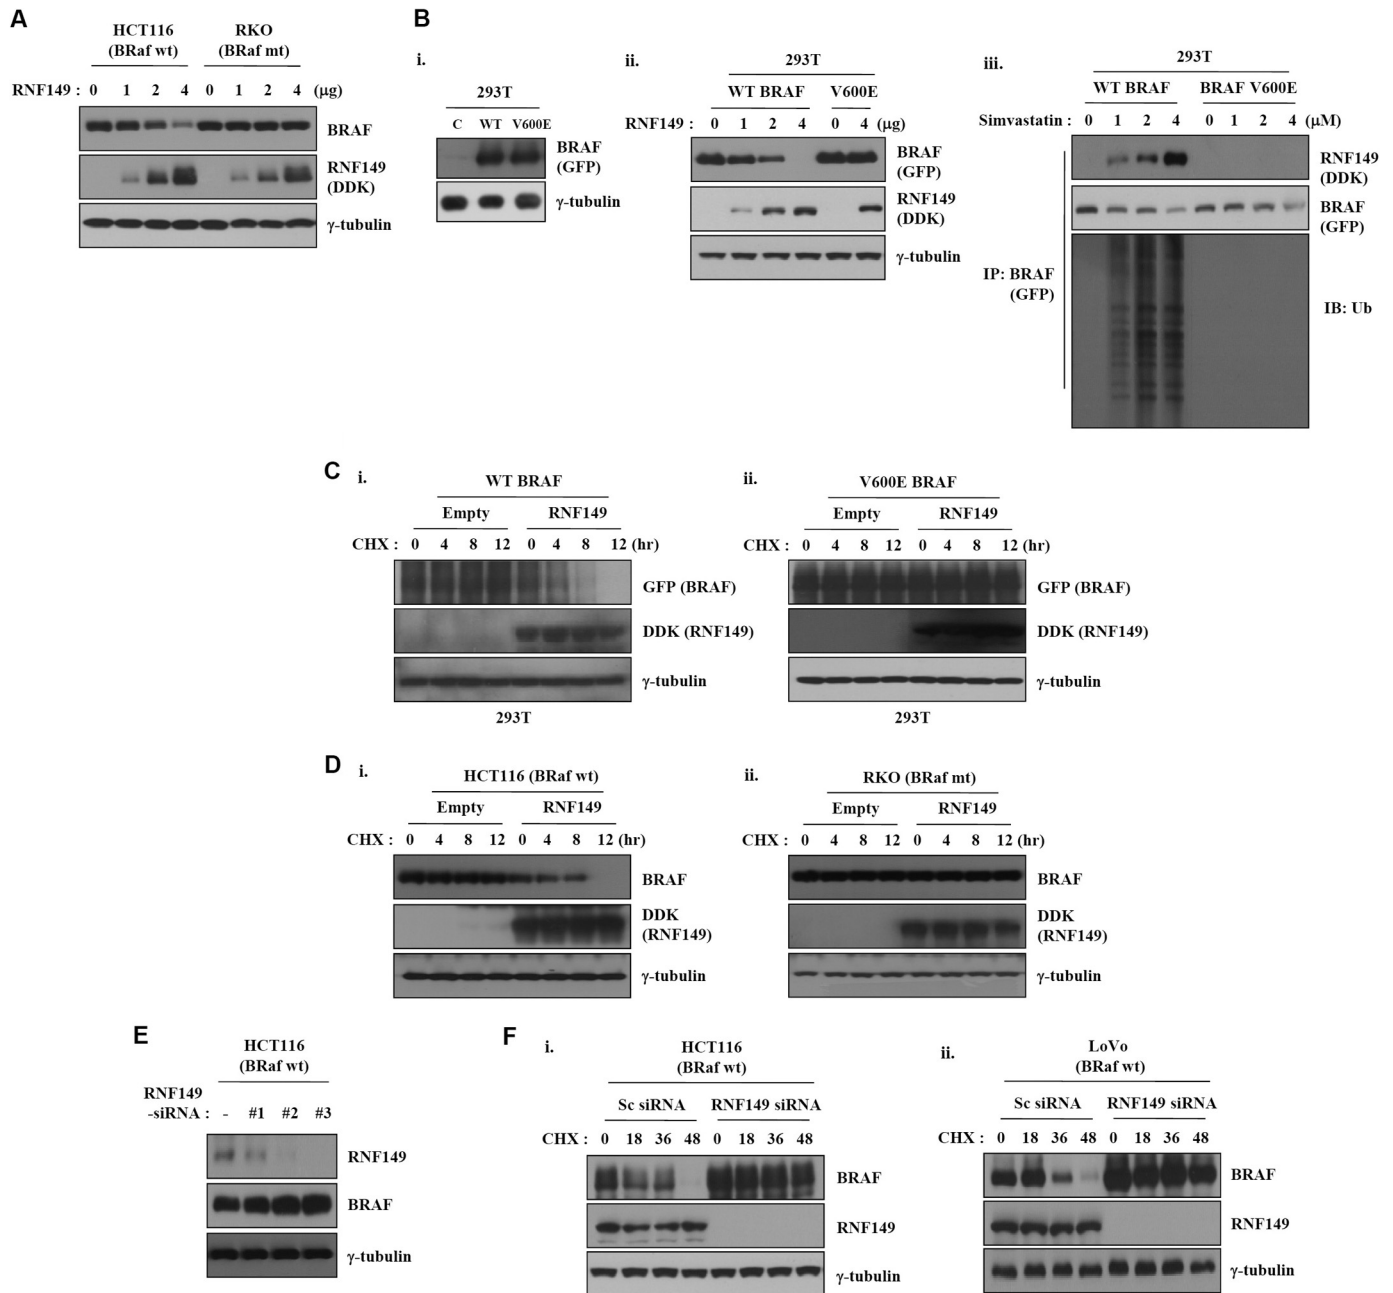 A
HCT116
(BRaf wt)
RKO
(BRaf mt)
RNF149 : 0 1 2 4 0 1 2 4 (μg)
BRAF
RNF149
(DDK)
γ-tubulin
B
i.
293T
C WT V600E
BRAF
(GFP)
γ-tubulin
ii.
293T
WT BRAF V600E
RNF149 : 0 1 2 4 0 4 (μg)
BRAF
(GFP)
RNF149
(DDK)
γ-tubulin
iii.
293T
WT BRAF BRAF V600E
Simvastatin : 0 1 2 4 0 1 2 4 (μM)
RNF149
(DDK)
BRAF
(GFP)
IP: BRAF
(GFP)
IB: Ub
C
i.
WT BRAF
Empty RNF149
CHX : 0 4 8 12 0 4 8 12 (hr)
GFP (BRAF)
DDK (RNF149)
γ-tubulin
293T
ii.
V600E BRAF
Empty RNF149
CHX : 0 4 8 12 0 4 8 12 (hr)
GFP (BRAF)
DDK (RNF149)
γ-tubulin
293T
D
i.
HCT116 (BRaf wt)
Empty RNF149
CHX : 0 4 8 12 0 4 8 12 (hr)
BRAF
DDK
(RNF149)
γ-tubulin
ii.
RKO (BRaf mt)
Empty RNF149
CHX : 0 4 8 12 0 4 8 12 (hr)
BRAF
DDK
(RNF149)
γ-tubulin
E
HCT116
(BRaf wt)
RNF149
-siRNA : - #1 #2 #3
RNF149
BRAF
γ-tubulin
F
i.
HCT116
(BRaf wt)
Sc siRNA RNF149 siRNA
CHX : 0 18 36 48 0 18 36 48
BRAF
RNF149
γ-tubulin
ii.
LoVo
(BRaf wt)
Sc siRNA RNF149 siRNA
CHX : 0 18 36 48 0 18 36 48
BRAF
RNF149
γ-tubulin